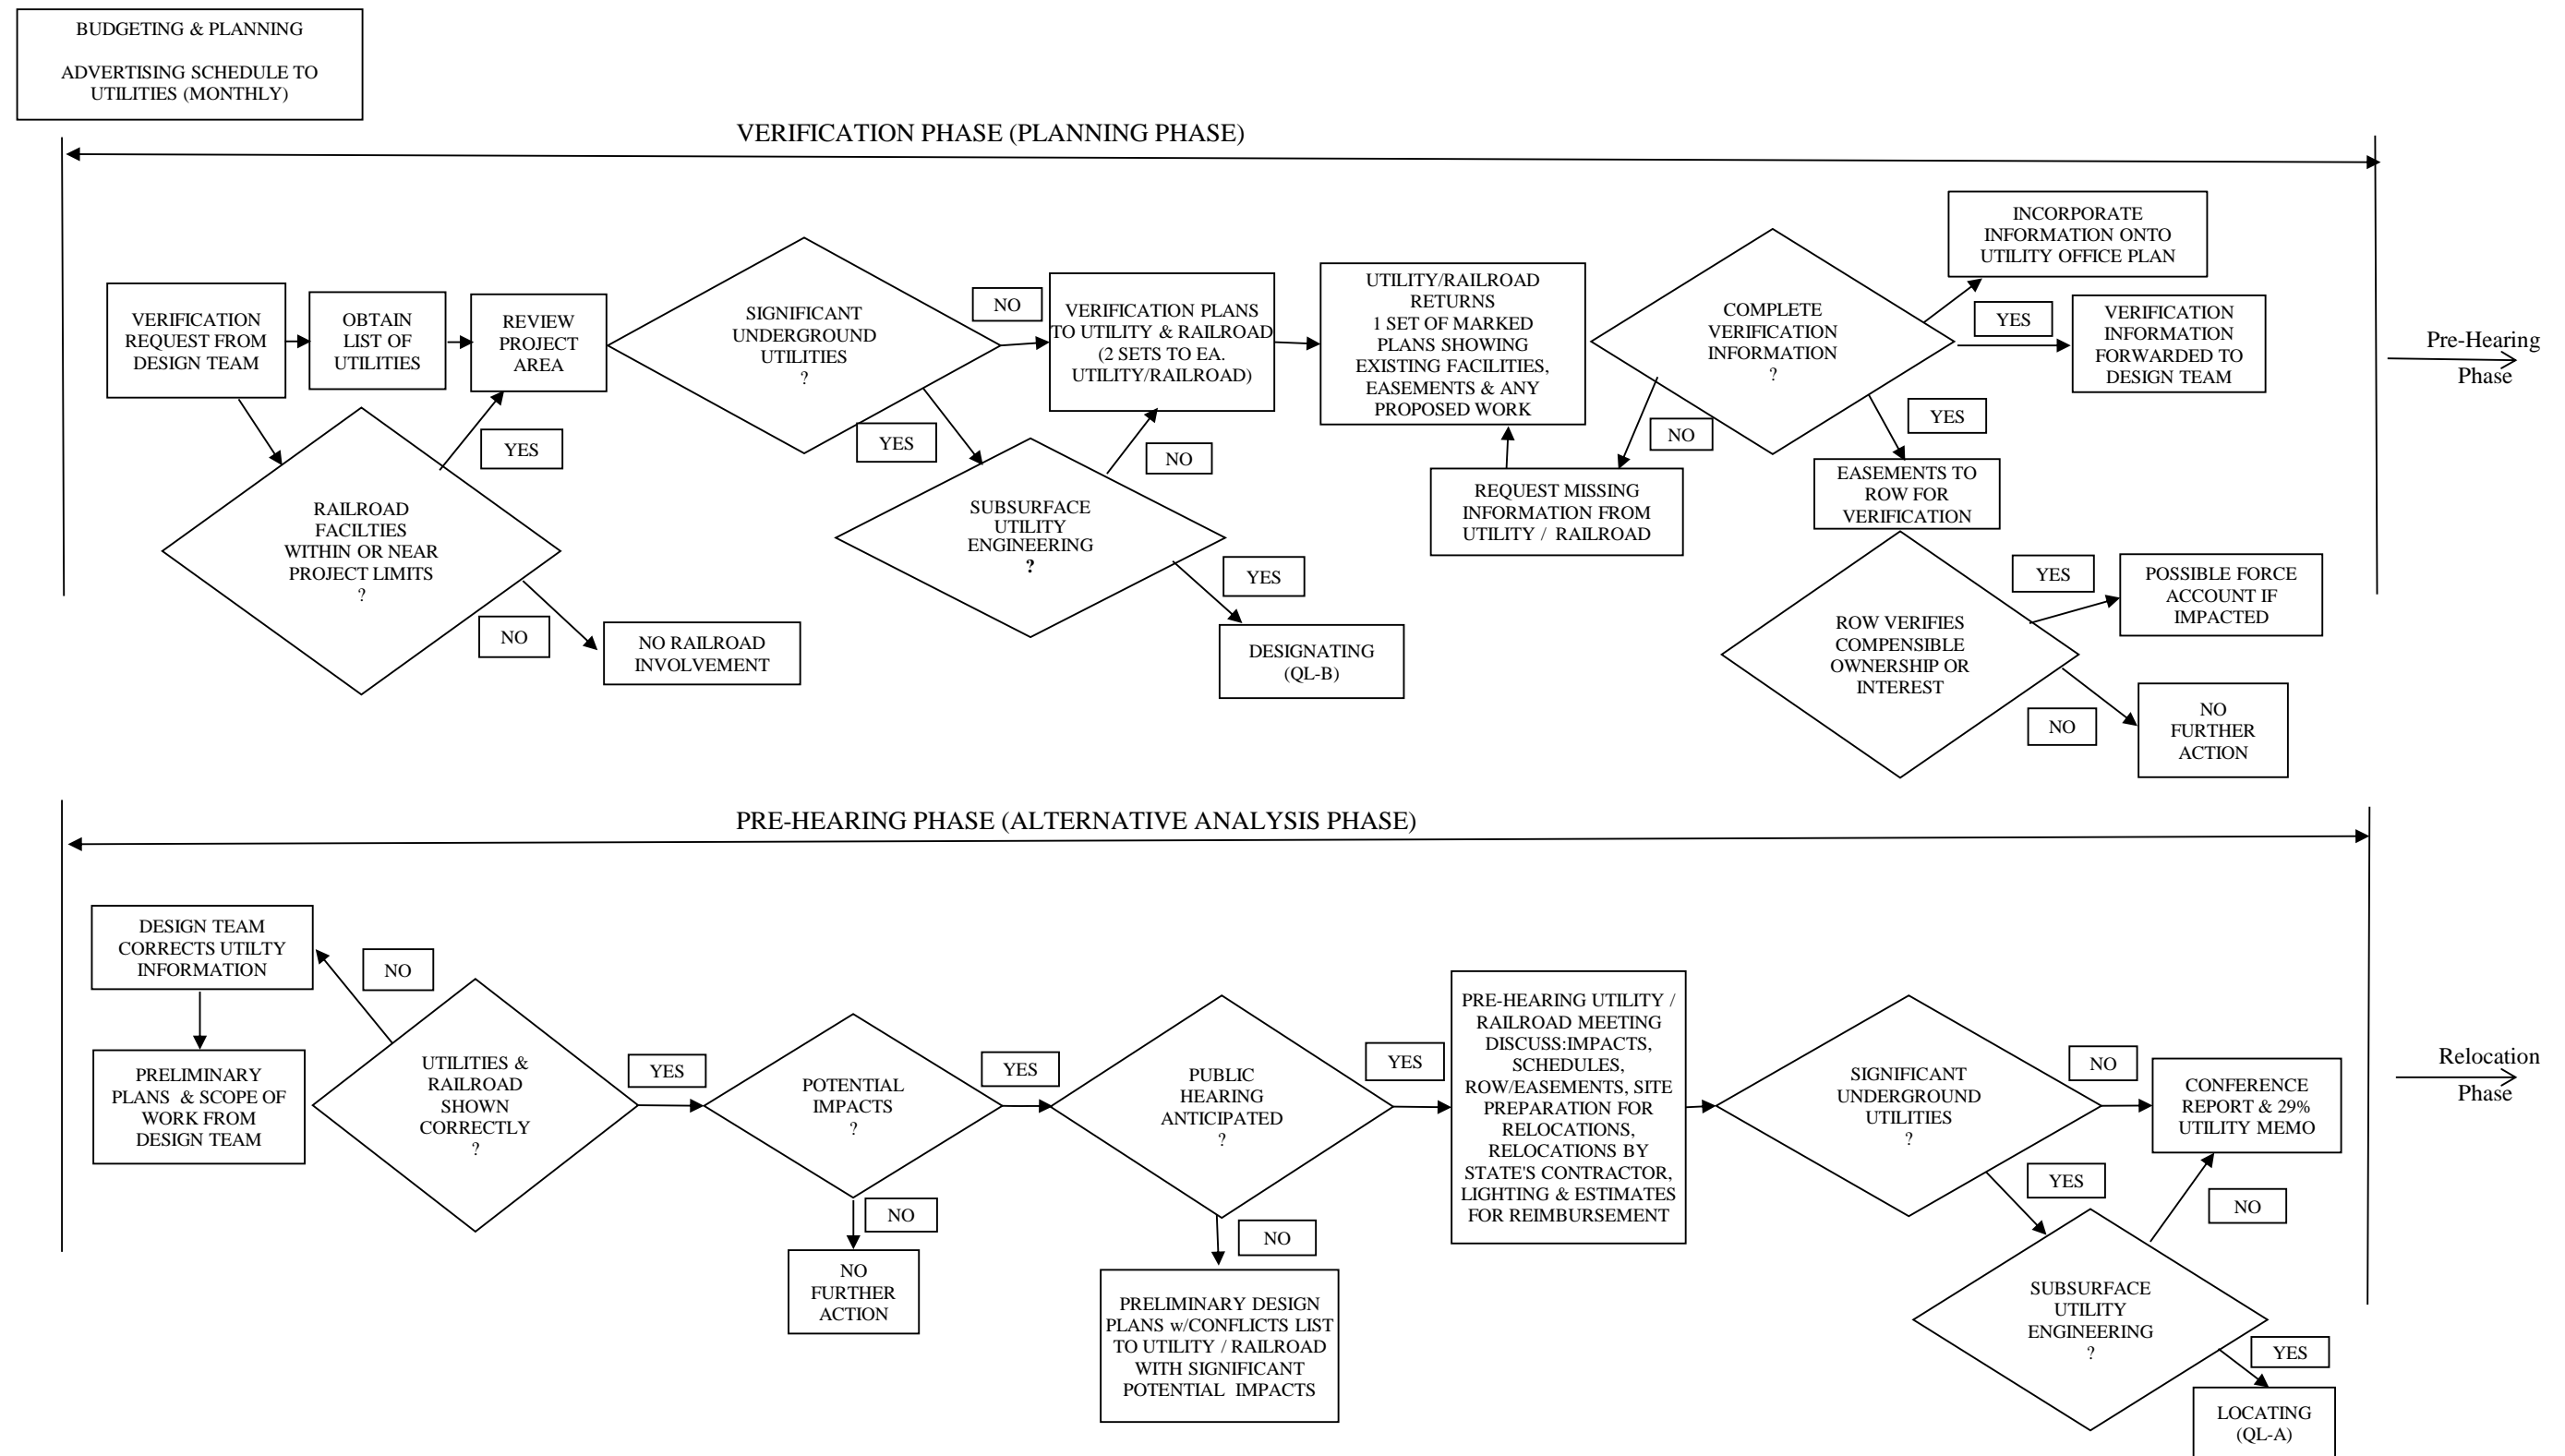 BUDGETING & PLANNING
ADVERTISING SCHEDULE TO
UTILITIES (MONTHLY)
VERIFICATION PHASE (PLANNING PHASE)
VERIFICATION
REQUEST FROM
DESIGN TEAM
OBTAIN
LIST OF
UTILITIES
REVIEW
PROJECT
AREA
YES
RAILROAD
FACILTIES
WITHIN OR NEAR
PROJECT LIMITS
?
NO
NO RAILROAD
INVOLVEMENT
SIGNIFICANT
UNDERGROUND
UTILITIES
?
NO
YES
VERIFICATION PLANS
TO UTILITY & RAILROAD
(2 SETS TO EA.
UTILITY/RAILROAD)
NO
SUBSURFACE
UTILITY
ENGINEERING
?
YES
DESIGNATING
(QL-B)
UTILITY/RAILROAD
RETURNS
1 SET OF MARKED
PLANS SHOWING
EXISTING FACILITIES,
EASEMENTS & ANY
PROPOSED WORK
NO
REQUEST MISSING
INFORMATION FROM
UTILITY / RAILROAD
COMPLETE
VERIFICATION
INFORMATION
?
INCORPORATE
INFORMATION ONTO
UTILITY OFFICE PLAN
YES
VERIFICATION
INFORMATION
FORWARDED TO
DESIGN TEAM
YES
EASEMENTS TO
ROW FOR
VERIFICATION
ROW VERIFIES
COMPENSIBLE
OWNERSHIP OR
INTEREST
YES
POSSIBLE FORCE
ACCOUNT IF
IMPACTED
NO
NO
FURTHER
ACTION
Pre-Hearing
Phase
PRE-HEARING PHASE (ALTERNATIVE ANALYSIS PHASE)
DESIGN TEAM
CORRECTS UTILTY
INFORMATION
NO
PRELIMINARY
PLANS & SCOPE OF
WORK FROM
DESIGN TEAM
UTILITIES &
RAILROAD
SHOWN
CORRECTLY
?
YES
POTENTIAL
IMPACTS
?
NO
NO
FURTHER
ACTION
YES
PUBLIC
HEARING
ANTICIPATED
?
NO
PRELIMINARY DESIGN
PLANS w/CONFLICTS LIST
TO UTILITY / RAILROAD
WITH SIGNIFICANT
POTENTIAL IMPACTS
YES
PRE-HEARING UTILITY /
RAILROAD MEETING
DISCUSS:IMPACTS,
SCHEDULES,
ROW/EASEMENTS, SITE
PREPARATION FOR
RELOCATIONS,
RELOCATIONS BY
STATE'S CONTRACTOR,
LIGHTING & ESTIMATES
FOR REIMBURSEMENT
SIGNIFICANT
UNDERGROUND
UTILITIES
?
NO
CONFERENCE
REPORT & 29%
UTILITY MEMO
YES
NO
SUBSURFACE
UTILITY
ENGINEERING
?
YES
LOCATING
(QL-A)
Relocation
Phase